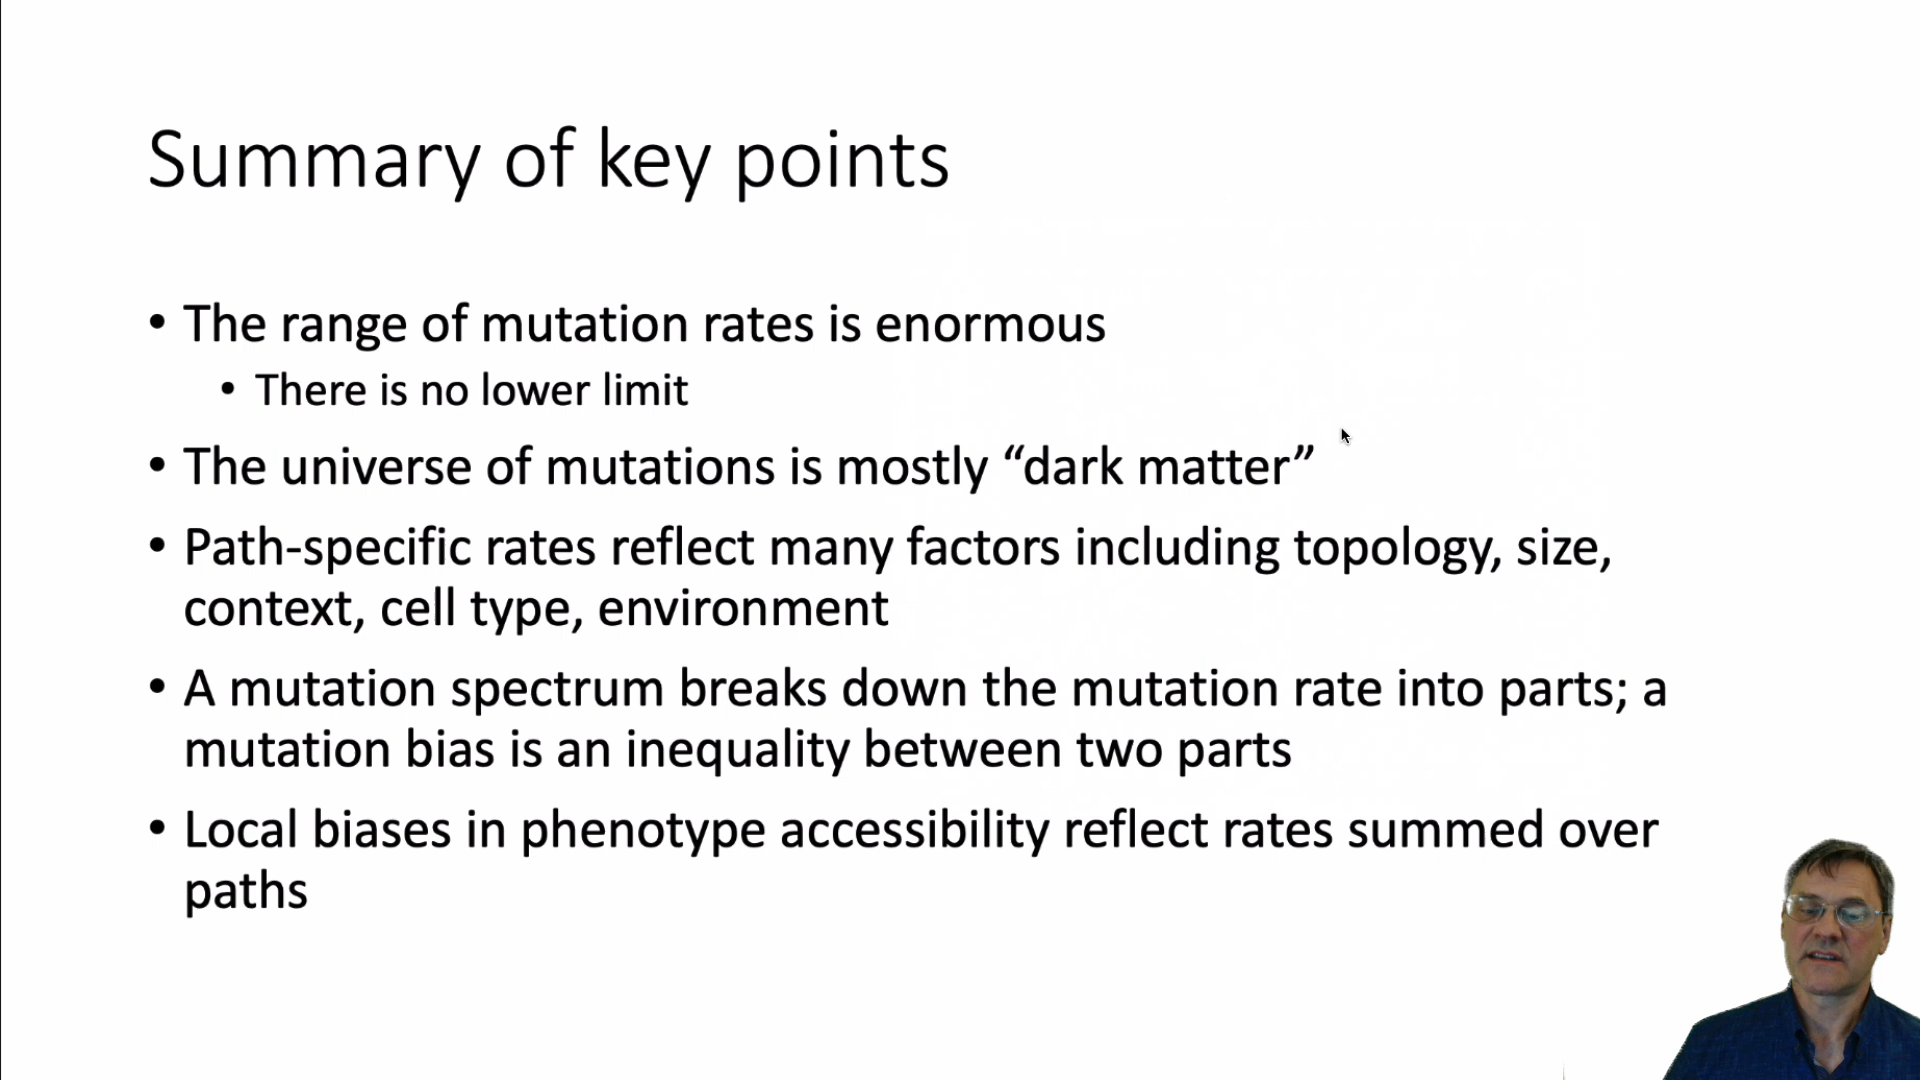 Summary of key points
• The range of mutation rates is enormous
• There is no lower limit
• The universe of mutations is mostly “dark matter”
• Path-specific rates reflect many factors including topology, size,
context, cell type, environment
• A mutation spectrum breaks down the mutation rate into parts; a
mutation bias is an inequality between two parts
• Local biases in phenotype accessibility reflect rates summed over
paths